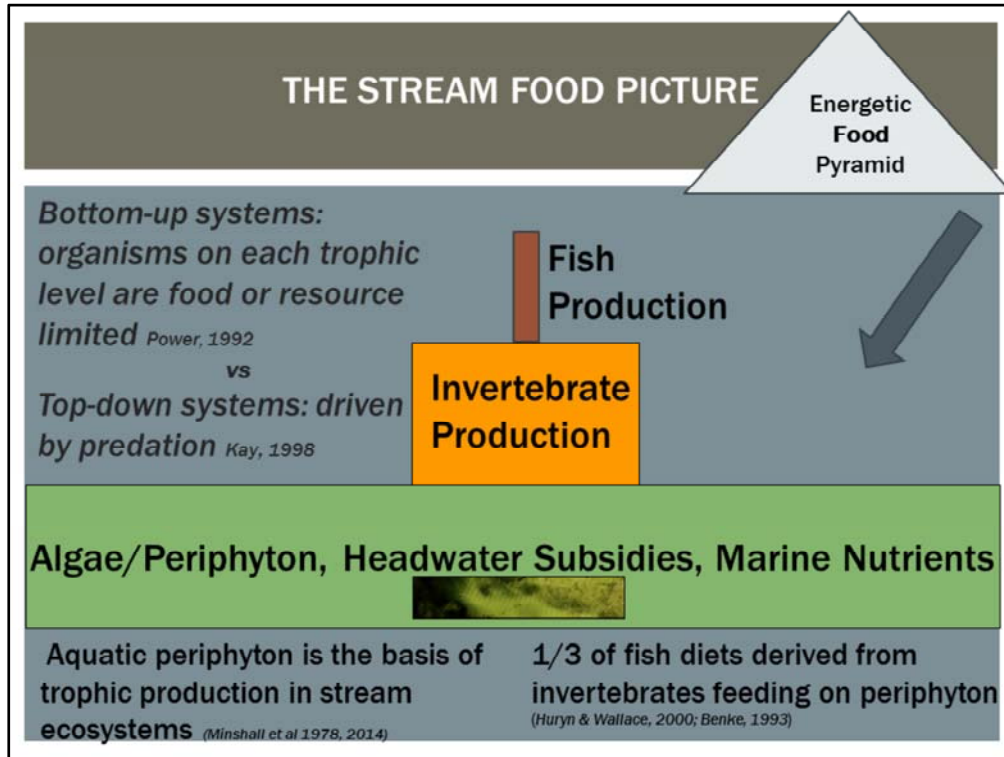 THE STREAM FOOD PICTURE
Energetic
Food
Pyramid
Bottom-up systems:
organisms on each trophic
level are food or resource
limited Power, 1992
vs
Top-down systems: driven
by predation Kay, 1998
Fish
Production
Invertebrate
Production
Algae/Periphyton, Headwater Subsidies, Marine Nutrients
Aquatic periphyton is the basis of
trophic production in stream
ecosystems (Minshall et al 1978, 2014)
1/3 of fish diets derived from
invertebrates feeding on periphyton
(Huryn & Wallace, 2000; Benke, 1993)